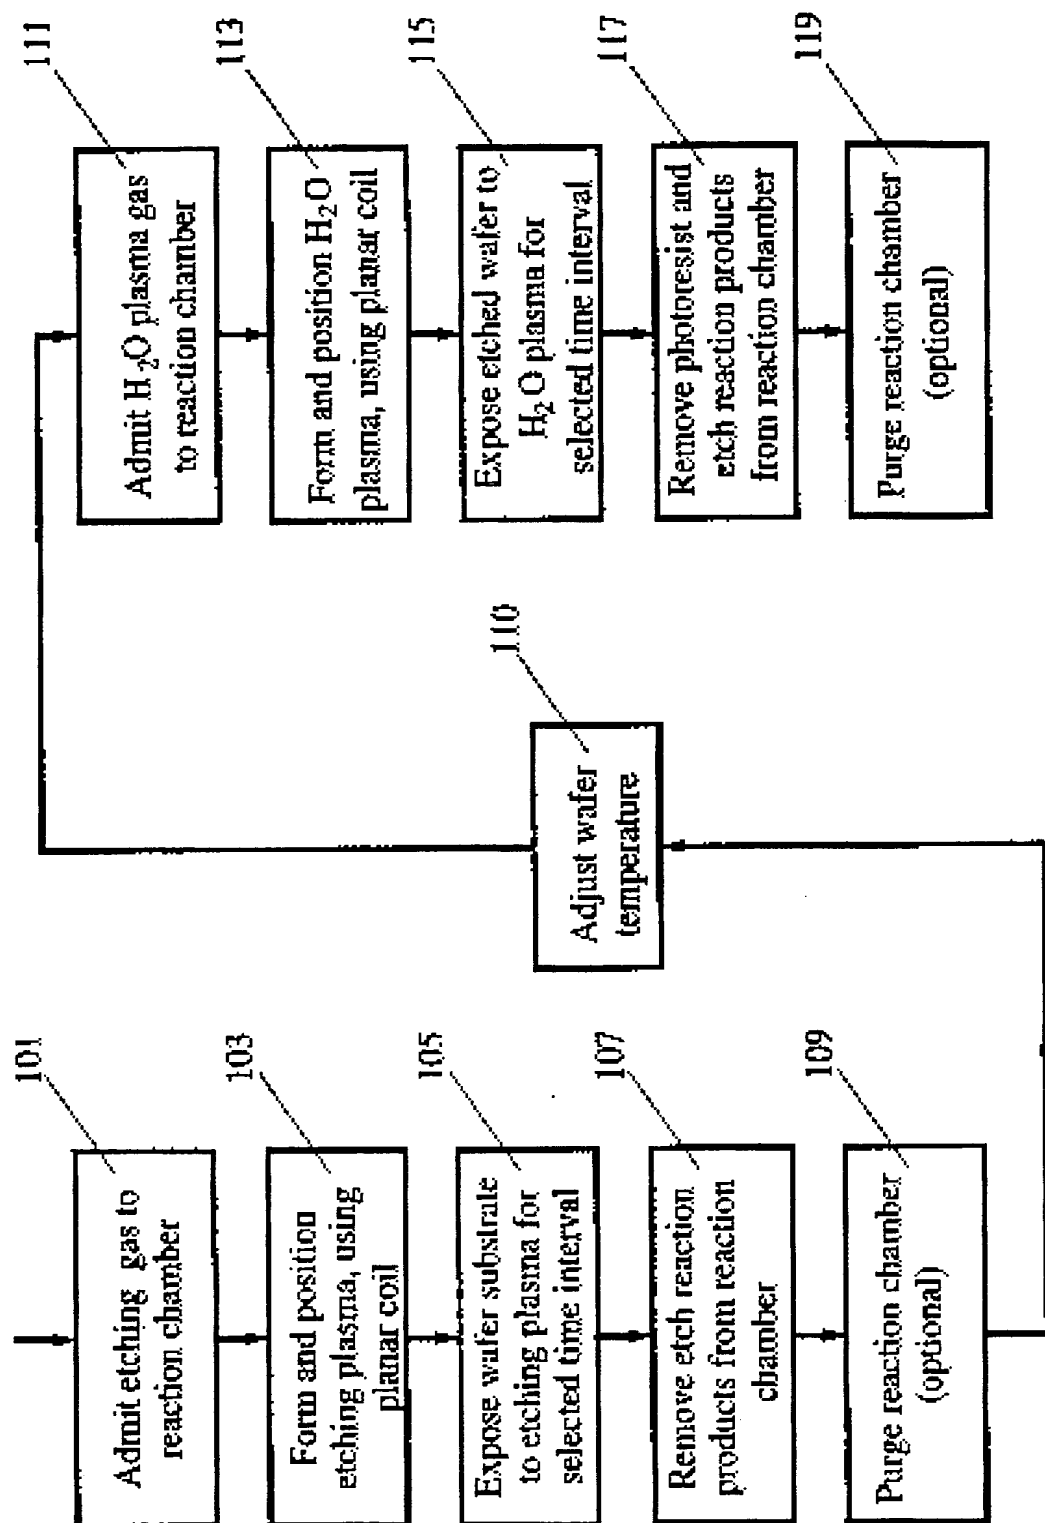 101
Admit etching gas to
reaction chamber
103
Form and position
etching plasma, using
planar coil
105
Expose wafer substrate
to etching plasma for
selected time interval
107
Remove etch reaction
products from reaction
chamber
109
Purge reaction chamber
(optional)
110
Adjust wafer
temperature
111
Admit H₂O plasma gas
to reaction chamber
113
Form and position H₂O
plasma, using planar coil
115
Expose etched wafer to
H₂O plasma for
selected time interval
117
Remove photoresist and
etch reaction products
from reaction chamber
119
Purge reaction chamber
(optional)